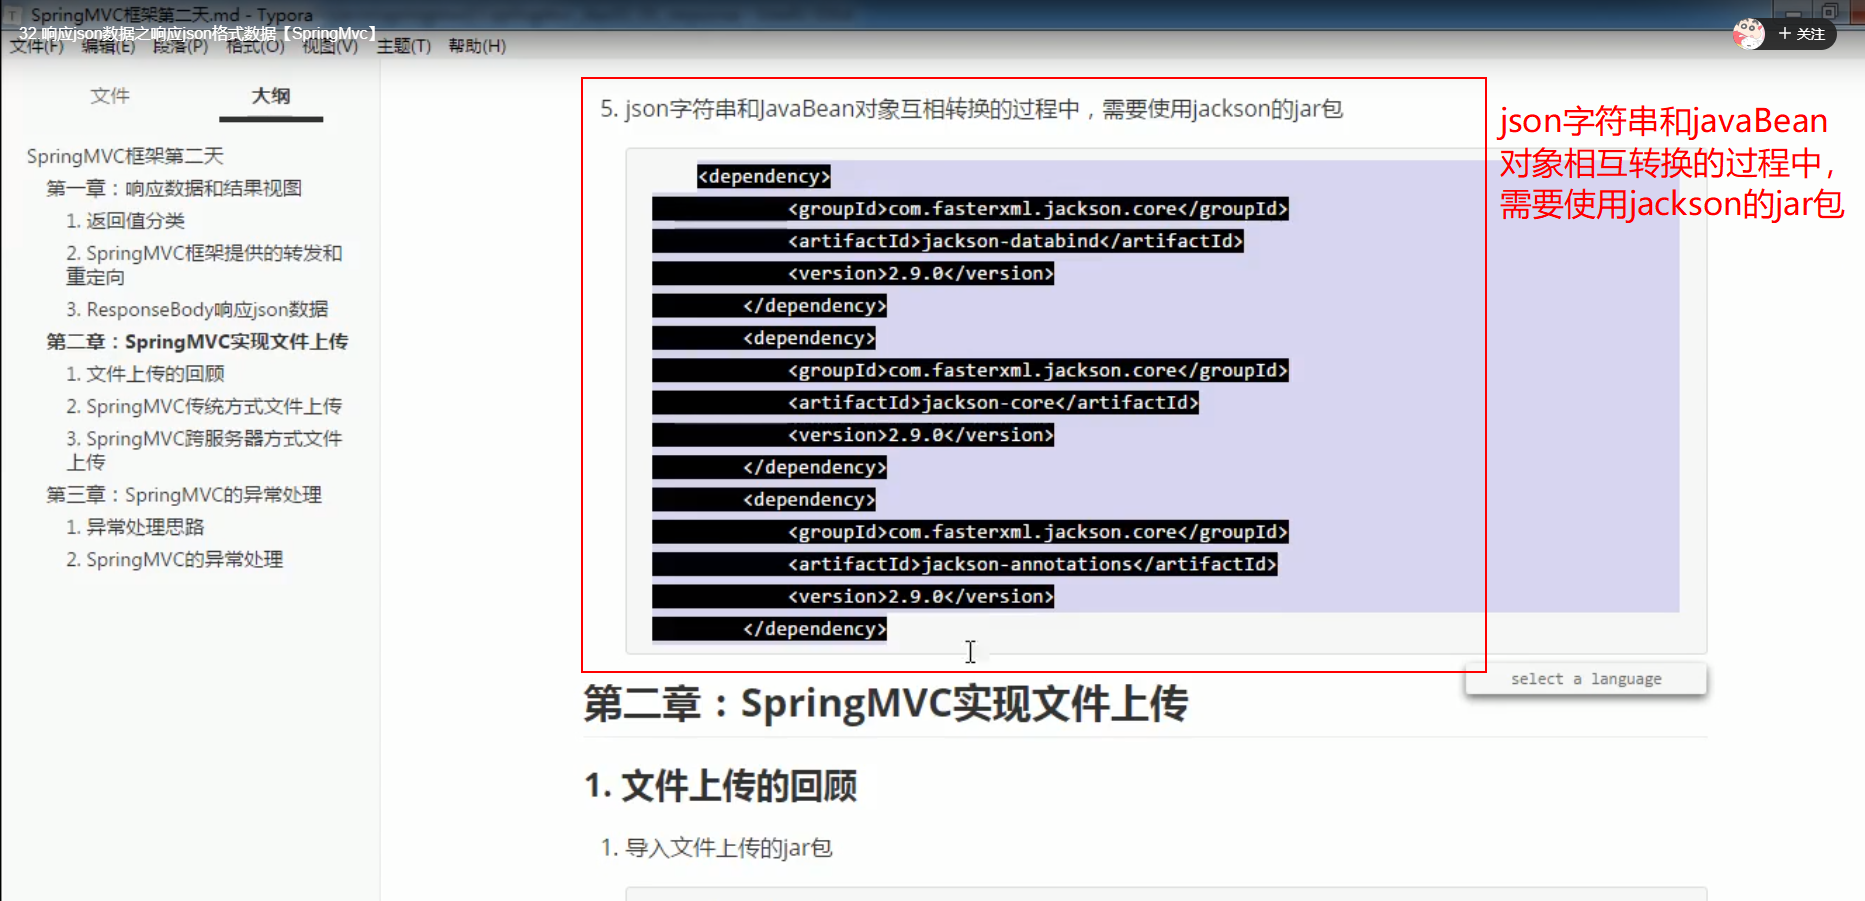 SpringMVC框架第二天.md - Typora
32.响应json数据之响应json格式数据【SpringMvc】
+ 关注
文件(F) 编辑(E) 段落(P) 格式(O) 视图(V) 主题(T) 帮助(H)
文件 大纲
SpringMVC框架第二天
第一章：响应数据和结果视图
1. 返回值分类
2. SpringMVC框架提供的转发和
重定向
3. ResponseBody响应json数据
第二章：SpringMVC实现文件上传
1. 文件上传的回顾
2. SpringMVC传统方式文件上传
3. SpringMVC跨服务器方式文件
上传
第三章：SpringMVC的异常处理
1. 异常处理思路
2. SpringMVC的异常处理
5. json字符串和JavaBean对象互相转换的过程中，需要使用jackson的jar包
<dependency>
<groupId>com.fasterxml.jackson.core</groupId>
<artifactId>jackson-databind</artifactId>
<version>2.9.0</version>
</dependency>
<dependency>
<groupId>com.fasterxml.jackson.core</groupId>
<artifactId>jackson-core</artifactId>
<version>2.9.0</version>
</dependency>
<dependency>
<groupId>com.fasterxml.jackson.core</groupId>
<artifactId>jackson-annotations</artifactId>
<version>2.9.0</version>
</dependency>
json字符串和javaBean
对象相互转换的过程中，
需要使用jackson的jar包
select a language
第二章：SpringMVC实现文件上传
1. 文件上传的回顾
1. 导入文件上传的jar包